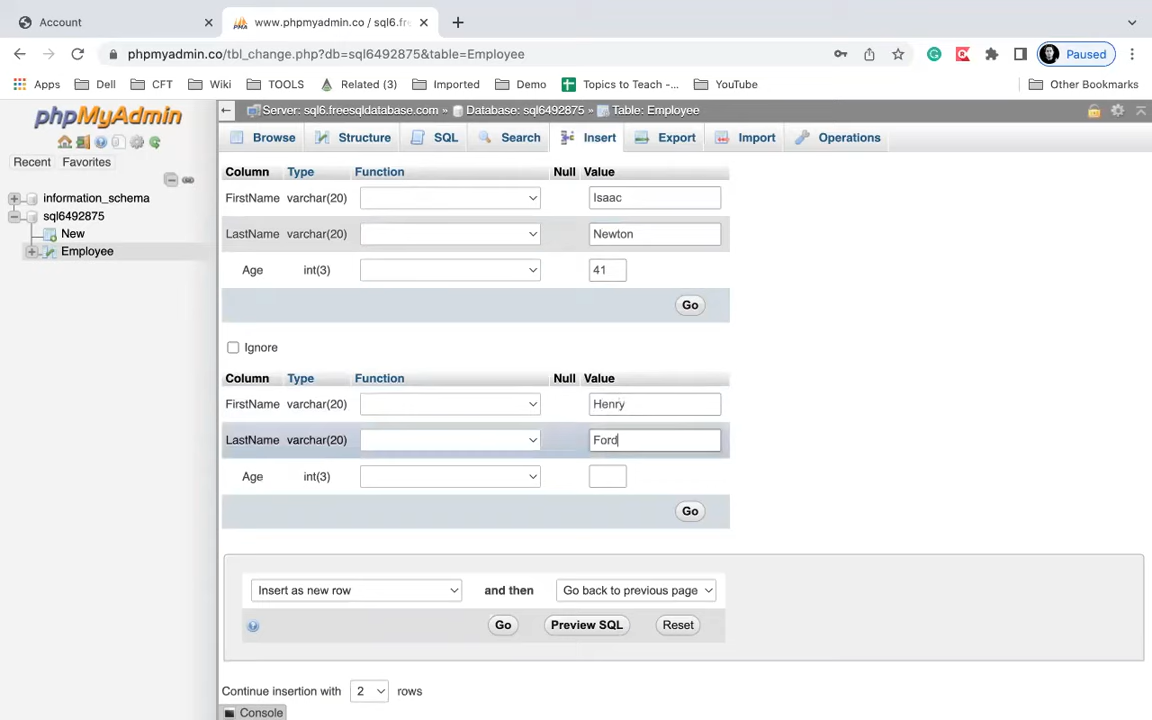 Account
www.phpmyadmin.co / sql6.fre
phpmyadmin.co/tbl_change.php?db=sql6492875&table=Employee
Paused
Apps Dell CFT Wiki TOOLS Related (3) Imported Demo Topics to Teach -... YouTube Other Bookmarks
phpMyAdmin
Server: sql6.freesqldatabase.com » Database: sql6492875 » Table: Employee
Browse Structure SQL Search Insert Export Import Operations
Recent Favorites
information_schema
sql6492875
New
Employee
Column Type Function Null Value
FirstName varchar(20) Isaac
LastName varchar(20) Newton
Age int(3) 41
Go
Ignore
Column Type Function Null Value
FirstName varchar(20) Henry
LastName varchar(20) Ford
Age int(3)
Go
Insert as new row and then Go back to previous page
Go Preview SQL Reset
Continue insertion with 2 rows
Console